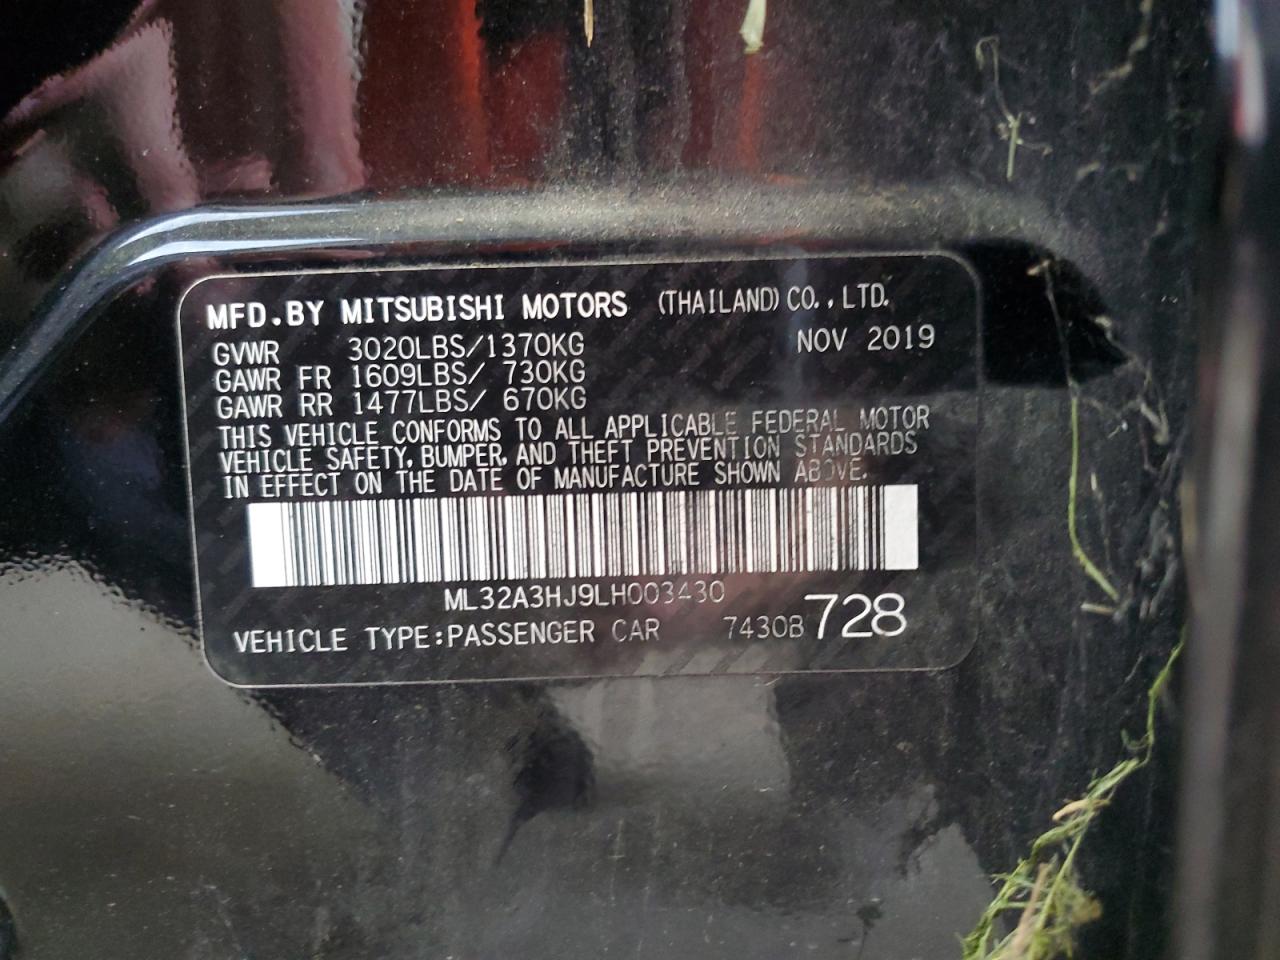 MFD.BY MITSUBISHI MOTORS (THAILAND) CO.,LTD.
GVWR 3020LBS/1370KG NOV 2019
GAWR FR 1609LBS/ 730KG
GAWR RR 1477LBS/ 670KG
THIS VEHICLE CONFORMS TO ALL APPLICABLE FEDERAL MOTOR
VEHICLE SAFETY, BUMPER, AND THEFT PREVENTION STANDARDS
IN EFFECT ON THE DATE OF MANUFACTURE SHOWN ABOVE.
ML32A3HJ9LH003430
VEHICLE TYPE:PASSENGER CAR 7430B 728